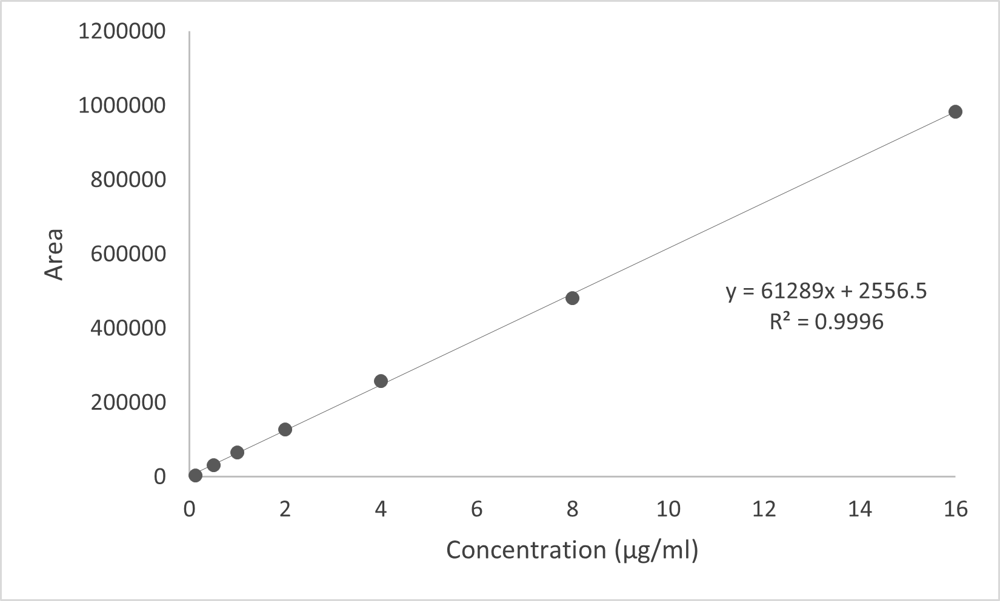 1200000
1000000
800000
600000
400000
200000
0
Area
y = 61289x + 2556.5
R² = 0.9996
0 2 4 6 8 10 12 14 16
Concentration (µg/ml)